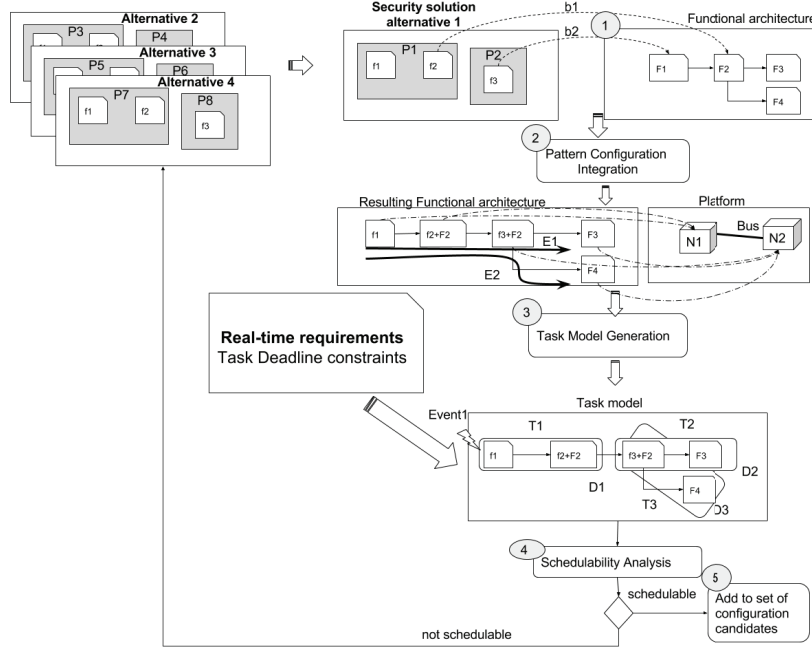 Alternative 2
P3
P4
Alternative 3
P5
P6
Alternative 4
P7
P8
f1
f2
f3
Security solution
alternative 1
P1
P2
f1
f2
f3
b1
b2
1
Functional architecture
F1
F2
F3
F4
2
Pattern Configuration
Integration
Resulting Functional architecture
f1
f2+F2
f3+F2
F3
E1
F4
E2
Platform
N1
Bus
N2
3
Task Model Generation
Real-time requirements
Task Deadline constraints
Task model
Event1
T1
T2
f1
f2+F2
f3+F2
F3
D1
D2
F4
T3
D3
4
Schedulability Analysis
5
schedulable
Add to set of
configuration
candidates
not schedulable